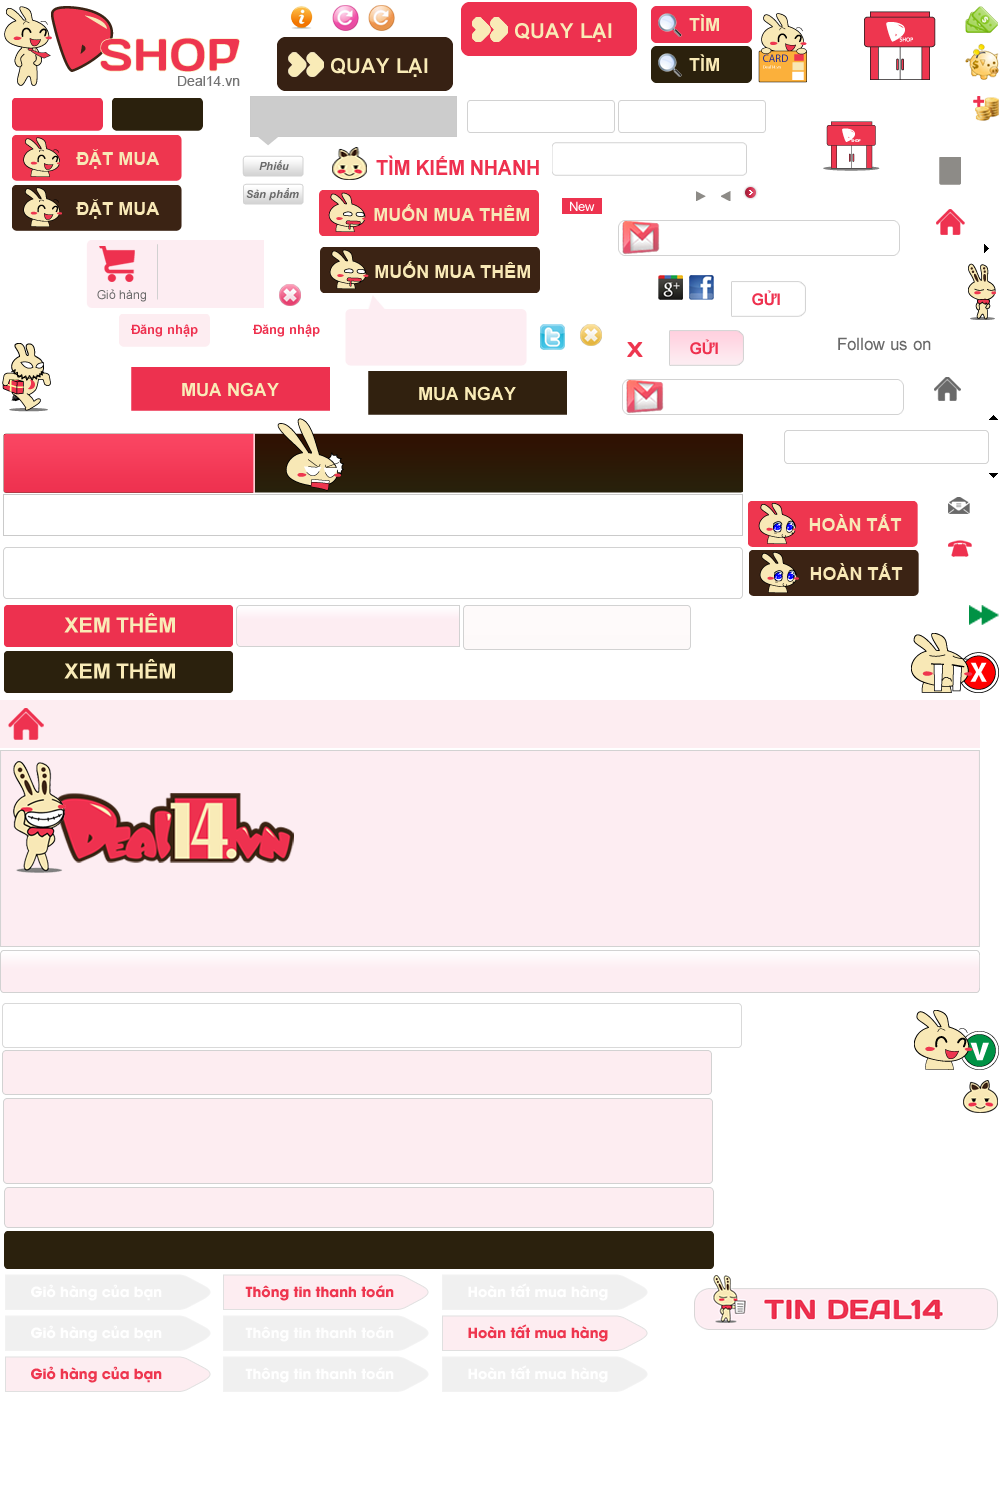 DSHOP
Deal14.vn
i
QUAY LẠI
QUAY LẠI
TÌM
TÌM
CARD
SHOP
ĐẶT MUA
ĐẶT MUA
Phiếu
Sản phẩm
TÌM KIẾM NHANH
SHOP
New
MUỐN MUA THÊM
MUỐN MUA THÊM
Giỏ hàng
g+
f
GỬI
Đăng nhập
Đăng nhập
t
X
GỬI
Follow us on
MUA NGAY
MUA NGAY
HOÀN TẤT
HOÀN TẤT
XEM THÊM
XEM THÊM
X
DEAL14.VN
V
Giỏ hàng của bạn
Thông tin thanh toán
Hoàn tất mua hàng
TIN DEAL14
Giỏ hàng của bạn
Thông tin thanh toán
Hoàn tất mua hàng
Giỏ hàng của bạn
Thông tin thanh toán
Hoàn tất mua hàng